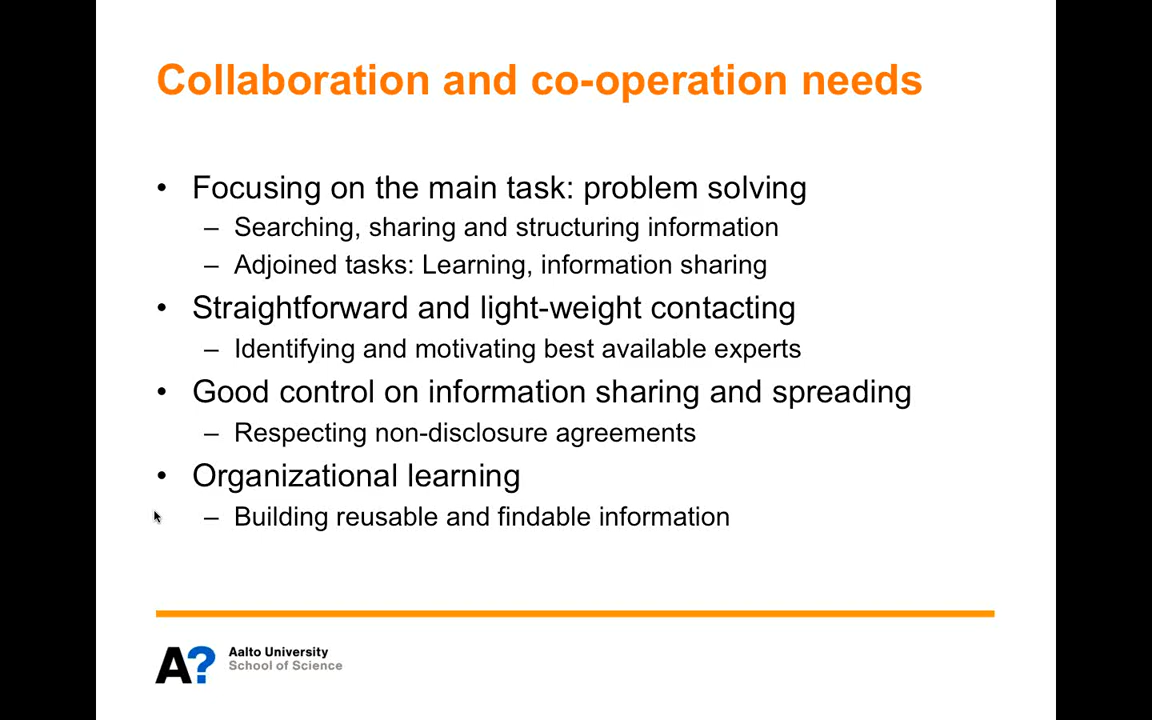 Collaboration and co-operation needs
• Focusing on the main task: problem solving
– Searching, sharing and structuring information
– Adjoined tasks: Learning, information sharing
• Straightforward and light-weight contacting
– Identifying and motivating best available experts
• Good control on information sharing and spreading
– Respecting non-disclosure agreements
• Organizational learning
– Building reusable and findable information
A?
Aalto University
School of Science